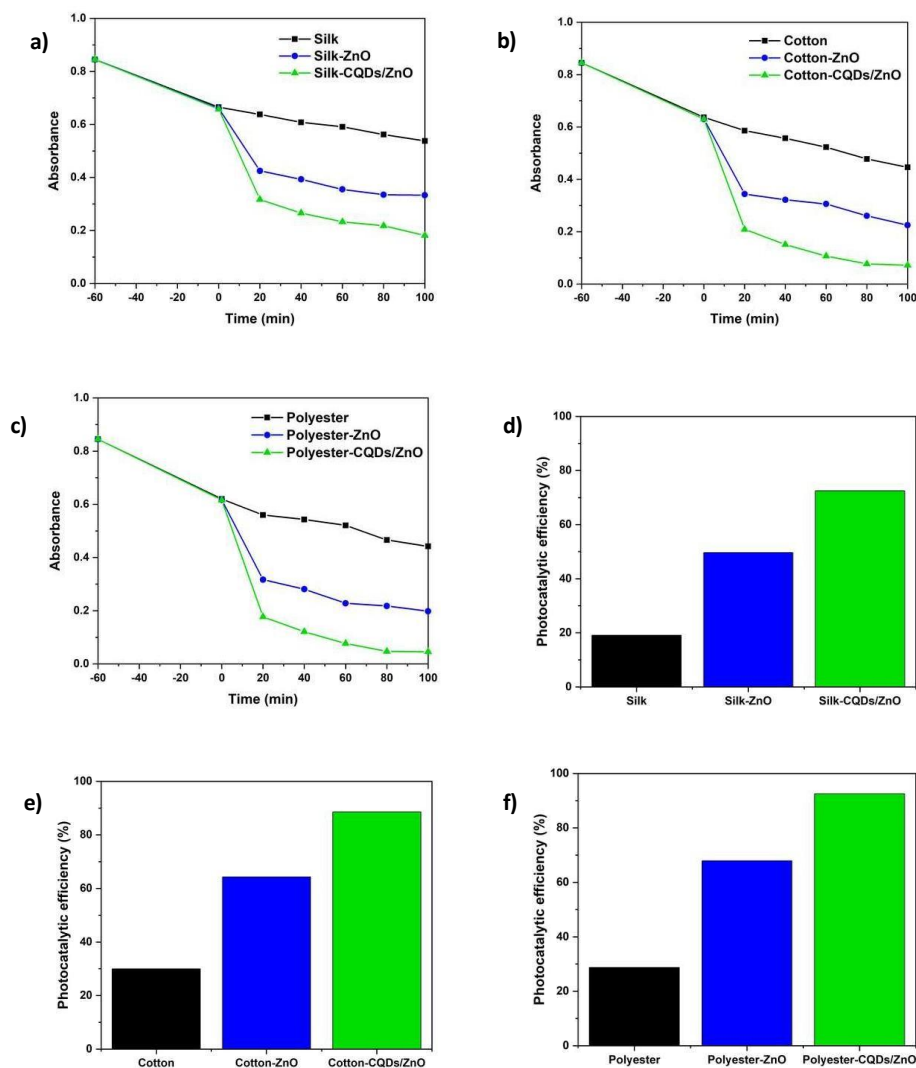 a)
1.0
0.8
0.6
0.4
0.2
0.0
Absorbance
Silk
Silk-ZnO
Silk-CQDs/ZnO
-60 -40 -20 0 20 40 60 80 100
Time (min)
b)
1.0
0.8
0.6
0.4
0.2
0.0
Absorbance
Cotton
Cotton-ZnO
Cotton-CQDs/ZnO
-60 -40 -20 0 20 40 60 80 100
Time (min)
c)
1.0
0.8
0.6
0.4
0.2
0.0
Absorbance
Polyester
Polyester-ZnO
Polyester-CQDs/ZnO
-60 -40 -20 0 20 40 60 80 100
Time (min)
d)
100
80
60
40
20
0
Photocatalytic efficiency (%)
Silk Silk-ZnO Silk-CQDs/ZnO
e)
100
80
60
40
20
0
Photocatalytic efficiency (%)
Cotton Cotton-ZnO Cotton-CQDs/ZnO
f)
100
80
60
40
20
0
Photocatalytic efficiency (%)
Polyester Polyester-ZnO Polyester-CQDs/ZnO